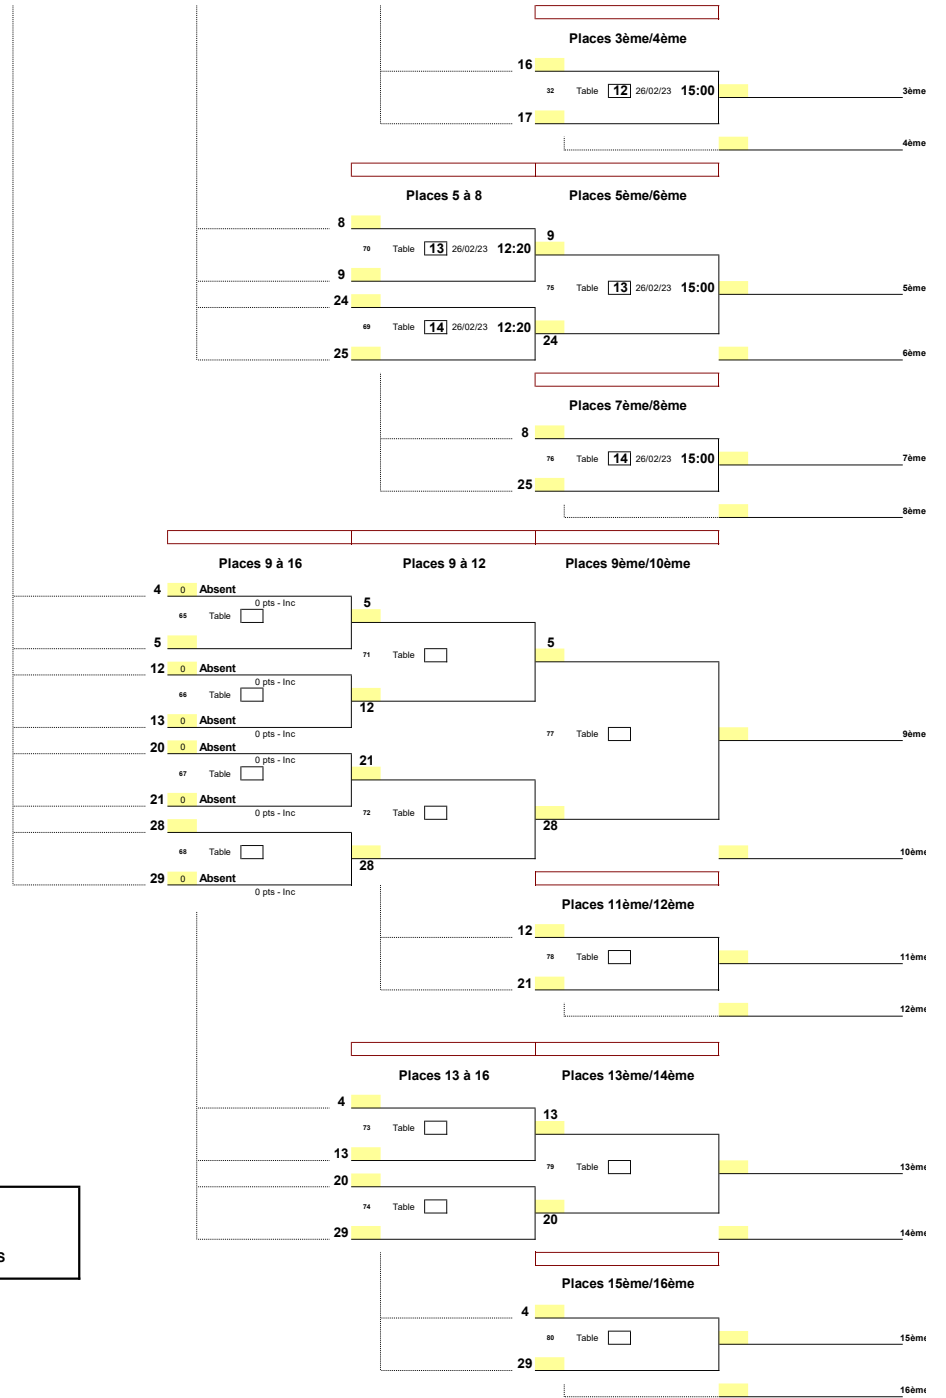 Places 3ème/4ème
16
32 Table 12 26/02/23 15:00
3ème
17
4ème
Places 5 à 8 Places 5ème/6ème
8
9
70 Table 13 26/02/23 12:20
9
75 Table 13 26/02/23 15:00
5ème
24
69 Table 14 26/02/23 12:20
24
25
6ème
Places 7ème/8ème
8
76 Table 14 26/02/23 15:00
7ème
25
8ème
Places 9 à 16 Places 9 à 12 Places 9ème/10ème
4 0 Absent
0 pts - Inc
5
65 Table
5
5
71 Table
12 0 Absent
0 pts - Inc
66 Table
12
13 0 Absent
0 pts - Inc
77 Table
9ème
20 0 Absent
0 pts - Inc
21
67 Table
21 0 Absent
0 pts - Inc
72 Table
28
28
68 Table
10ème
28
29 0 Absent
0 pts - Inc
Places 11ème/12ème
12
78 Table
11ème
21
12ème
Places 13 à 16 Places 13ème/14ème
4
13
73 Table
13
79 Table
13ème
20
74 Table
20
29
14ème
S
Places 15ème/16ème
4
80 Table
15ème
29
16ème